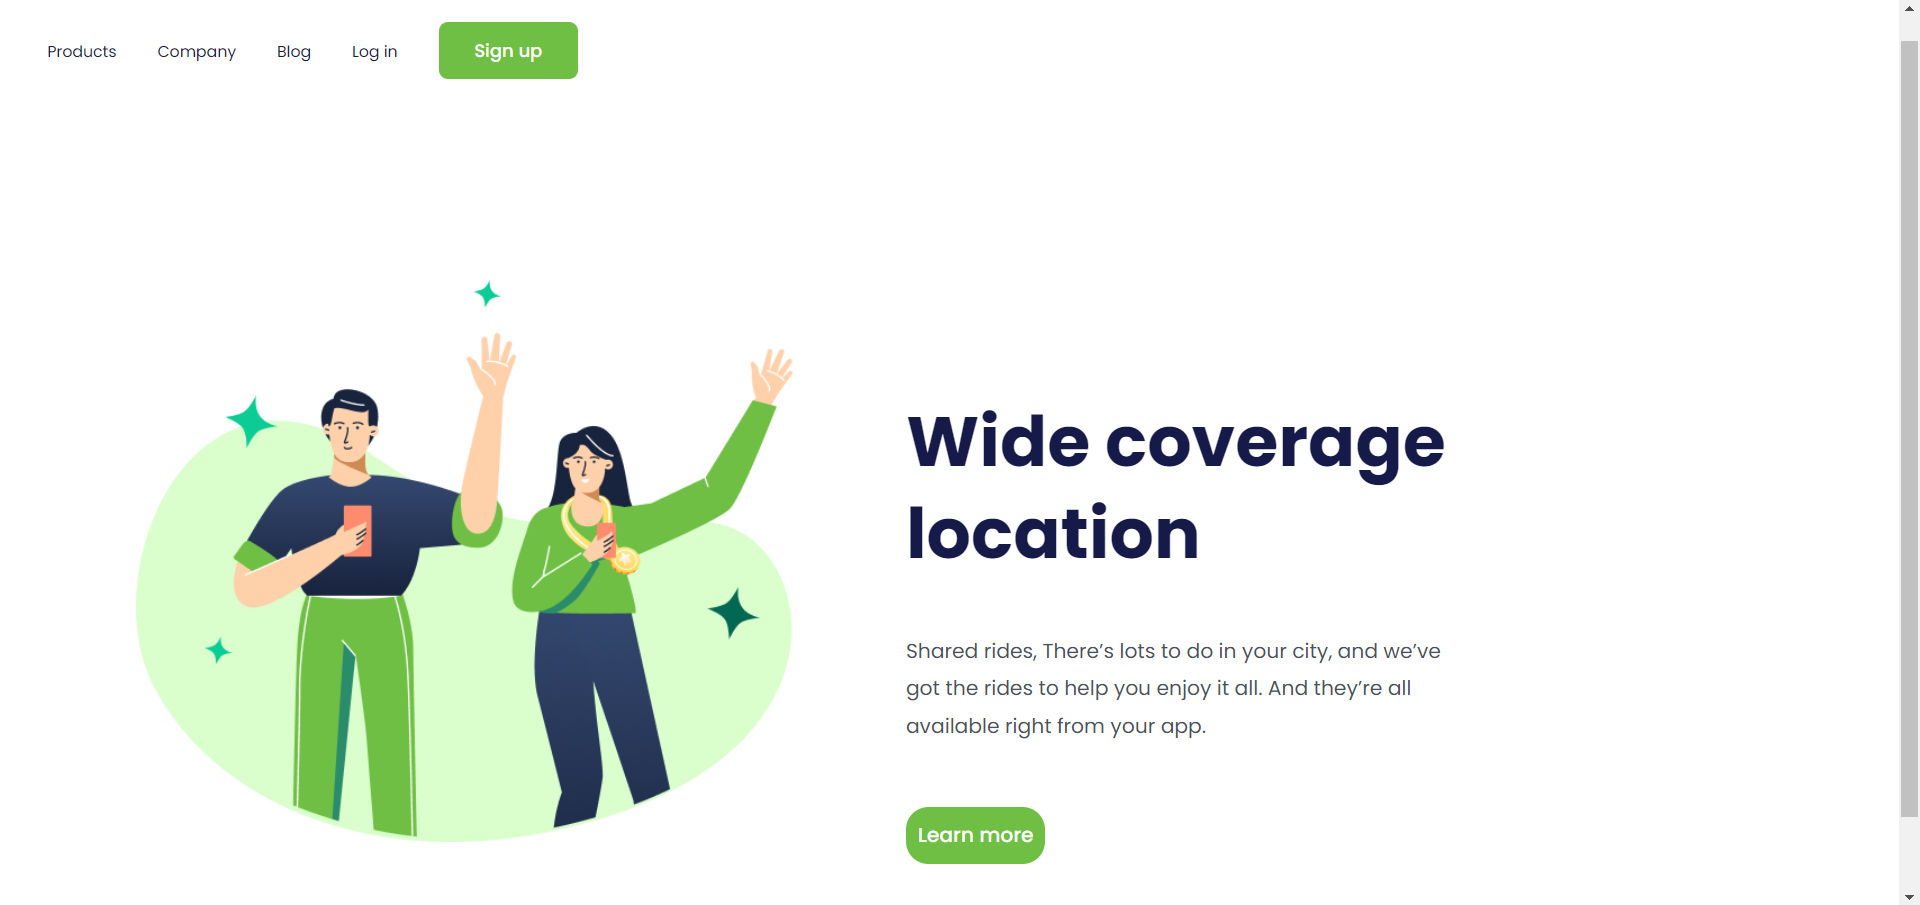 Products Company Blog Log in Sign up
Wide coverage
location
Shared rides, There’s lots to do in your city, and we’ve
got the rides to help you enjoy it all. And they’re all
available right from your app.
Learn more